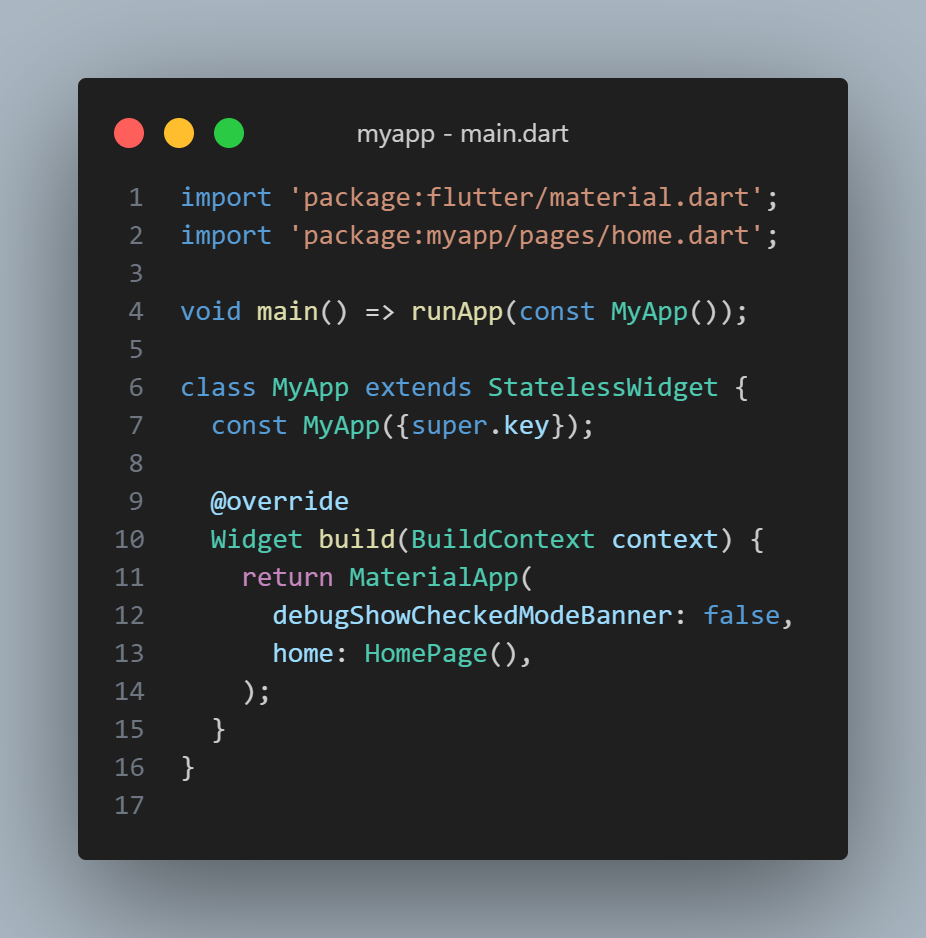 myapp - main.dart
1 import 'package:flutter/material.dart';
2 import 'package:myapp/pages/home.dart';
3
4 void main() => runApp(const MyApp());
5
6 class MyApp extends StatelessWidget {
7   const MyApp({super.key});
8
9   @override
10   Widget build(BuildContext context) {
11     return MaterialApp(
12       debugShowCheckedModeBanner: false,
13       home: HomePage(),
14     );
15   }
16 }
17